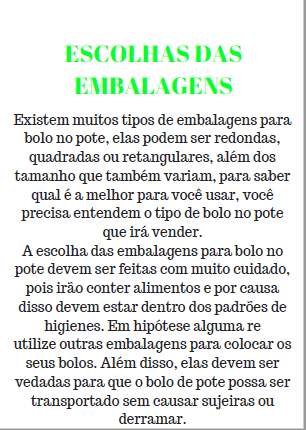 ESCOLHAS DAS
EMBALAGENS
Existem muitos tipos de embalagens para
bolo no pote, elas podem ser redondas,
quadradas ou retangulares, além dos
tamanho que também variam, para saber
qual é a melhor para você usar, você
precisa entendem o tipo de bolo no pote
que irá vender.
A escolha das embalagens para bolo no
pote devem ser feitas com muito cuidado,
pois irão conter alimentos e por causa
disso devem estar dentro dos padrões de
higienes. Em hipótese alguma re
utilize outras embalagens para colocar os
seus bolos. Além disso, elas devem ser
vedadas para que o bolo de pote possa ser
transportado sem causar sujeiras ou
derramar.